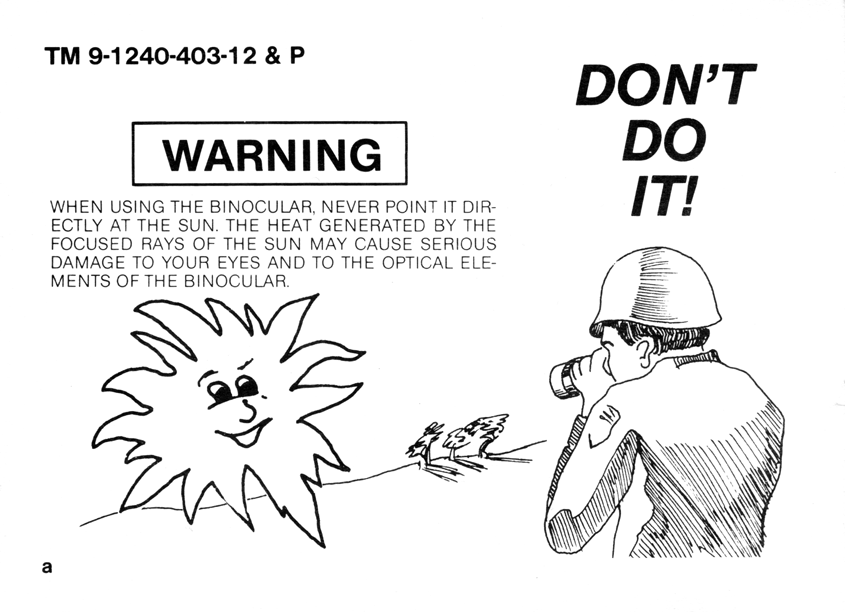 TM 9-1240-403-12 & P
DON'T
DO
IT!
WARNING
WHEN USING THE BINOCULAR, NEVER POINT IT DIR-
ECTLY AT THE SUN. THE HEAT GENERATED BY THE
FOCUSED RAYS OF THE SUN MAY CAUSE SERIOUS
DAMAGE TO YOUR EYES AND TO THE OPTICAL ELE-
MENTS OF THE BINOCULAR.
a